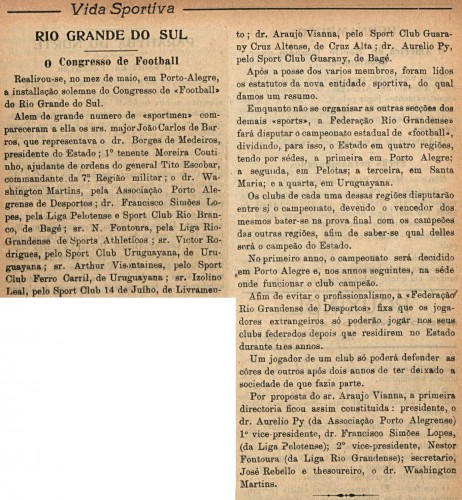 Vida Sportiva
RIO GRANDE DO SUL
O Congresso de Football
Realizou-se, no mez de maio, em Porto-Alegre,
a installação solemne do Congresso de «Football»
do Rio Grande do Sul.
Alem de grande numero de «sportmen» com-
pareceram a ella os srs. major João Carlos de Bar-
ros, que representava o dr. Borges de Medeiros,
presidente do Estado; 1º tenente Moreira Couti-
nho, ajudante de ordens do general Tito Escobar,
commandante da 7ª Região militar; o dr. Wa-
shington Martins, pela Associação Porto Ale-
grense de Desportos; dr. Francisco Simões Lo-
pes, pela Liga Pelotense e Sport Club Rio Bran-
co, de Bagé; sr. N. Fontoura, pela Liga Rio-
Grandense de Sports Athleticos; sr. Victor Ro-
drigues, pelo Sport Club Uruguayana, de Uru-
guayana; sr. Arthur Visontaines, pelo Sport
Club Ferro Carril, de Uruguayana; sr. Izolino
Leal, pelo Sport Club 14 de Julho, de Livramen-
to; dr. Araujo Vianna, pelo Sport Club Guara-
ny Cruz Altense, de Cruz Alta; dr. Aurelio Py,
pelo Sport Club Guarany, de Bagé.
Após a posse dos varios membros, foram lidos
os estatutos da nova entidade sportiva, do qual
damos um resumo.
Emquanto não se organisar as outras secções dos
demais «sports», a Federação Rio Grandense»
fará disputar o campeonato estadual de «football»,
dividindo, para isso, o Estado em quatro regiões,
tendo por sédes, a primeira em Porto Alegre;
a segunda, em Pelotas; a terceira, em Santa
Maria; e a quarta, em Uruguayana.
Os clubs de cada uma dessas regiões disputarão
entre si o campeonato, devendo o vencedor dos
mesmos bater-se na prova final com os campeões
das outras regiões, afim de saber-se qual delles
será o campeão do Estado.
No primeiro anno, o campeonato será decidido
em Porto Alegre e, nos annos seguintes, na séde
onde funccionar o club campeão.
Afim de evitar o profissionalismo, a «Federação
Rio Grandense de Desportos» fixa que os joga-
dores extrangeiros só poderão jogar nos seus
clubs federados depois que residirem no Estado
durante tres annos.
Um jogador de um club só poderá defender as
côres de outros após dois annos de ter deixado a
sociedade de que fazia parte.
Por proposta do sr. Araujo Vianna, a primeira
directoria ficou assim constituida: presidente, o
dr. Aurelio Py (da Associação Porto Alegrense)
1º vice-presidente, dr. Francisco Simões Lopes,
(da Liga Pelotense); 2º vice-presidente, Nestor
Fontoura (da Liga Rio Grandense); secretario,
José Rebello e thesoureiro, o dr. Washington
Martins.